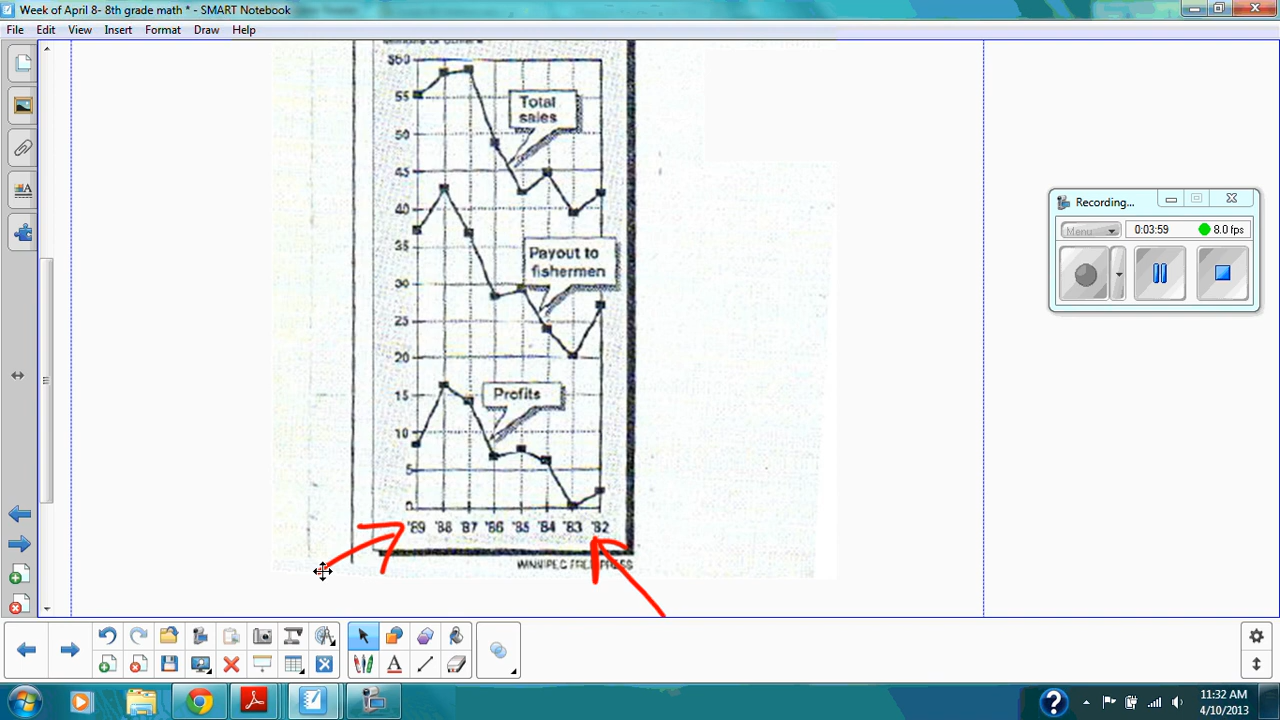 Week of April 8- 8th grade math * - SMART Notebook
File Edit View Insert Format Draw Help
$60
55
50
45
40
35
30
25
20
15
10
5
0
Total
sales
Payout to
fishermen
Profits
'89 '88 '87 '86 '85 '84 '83 '82
WINNIPEG FREE PRESS
Recording...
Menu
0:03:59
8.0 fps
A
?
11:32 AM
4/10/2013